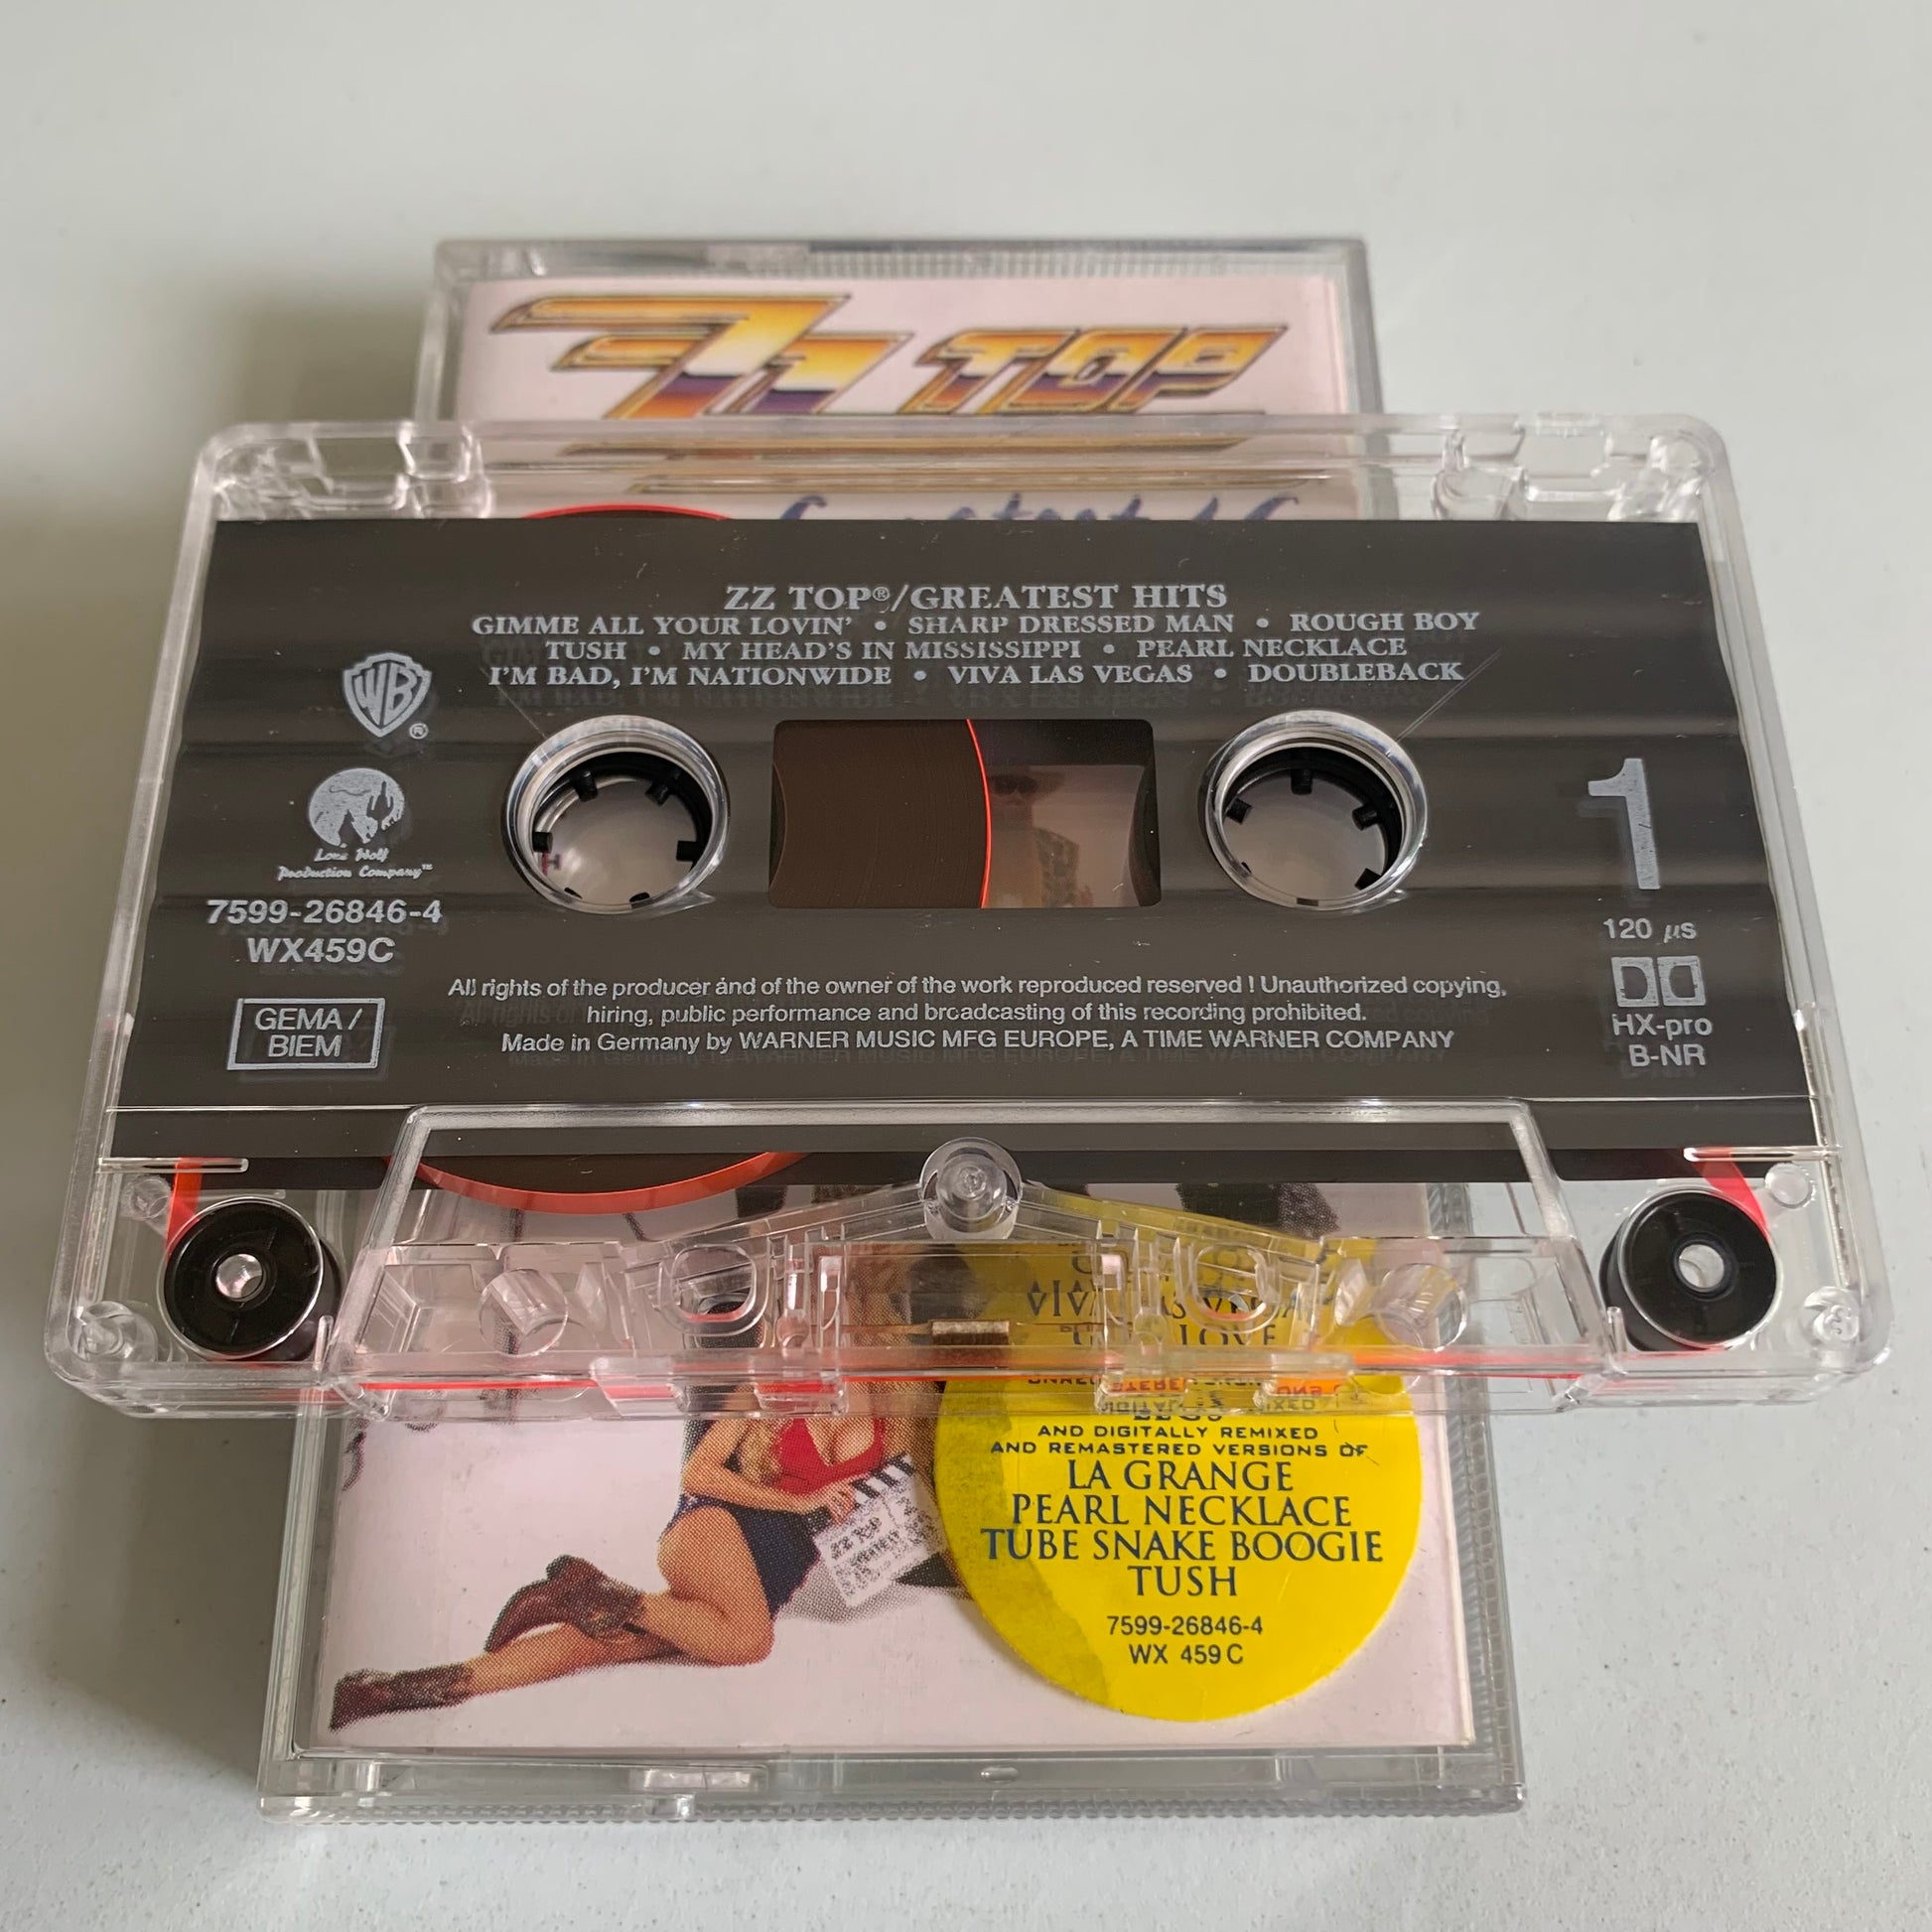 ZZ TOP
ZZ TOP®/GREATEST HITS
GIMME ALL YOUR LOVIN' • SHARP DRESSED MAN • ROUGH BOY
TUSH • MY HEAD'S IN MISSISSIPPI • PEARL NECKLACE
I'M BAD, I'M NATIONWIDE • VIVA LAS VEGAS • DOUBLEBACK
WB
®
Lone Wolf
Production Company™
7599-26846-4
WX459C
GEMA /
BIEM
1
120 µs
HX-pro
B-NR
All rights of the producer and of the owner of the work reproduced reserved ! Unauthorized copying,
hiring, public performance and broadcasting of this recording prohibited.
Made in Germany by WARNER MUSIC MFG EUROPE, A TIME WARNER COMPANY
LOVE
LEGS
AND DIGITALLY REMIXED
AND REMASTERED VERSIONS OF
LA GRANGE
PEARL NECKLACE
TUBE SNAKE BOOGIE
TUSH
7599-26846-4
WX 459 C
ZZ TOP